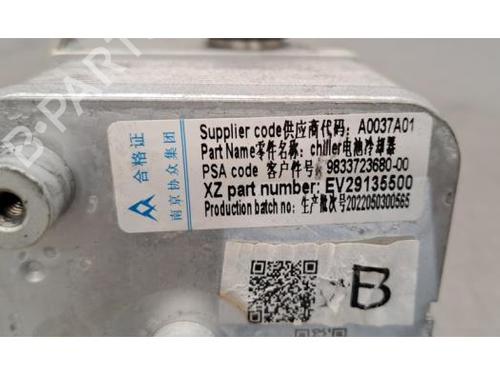 B-PARTS
合格证
南京协众集团
Supplier code供应商代码: A0037A01
Part Name零件名称: chiller电池冷却器
PSA code 客户件号: 9833723680-00
XZ part number: EV29135500
Production batch no: 生产批次号2022050300565
B